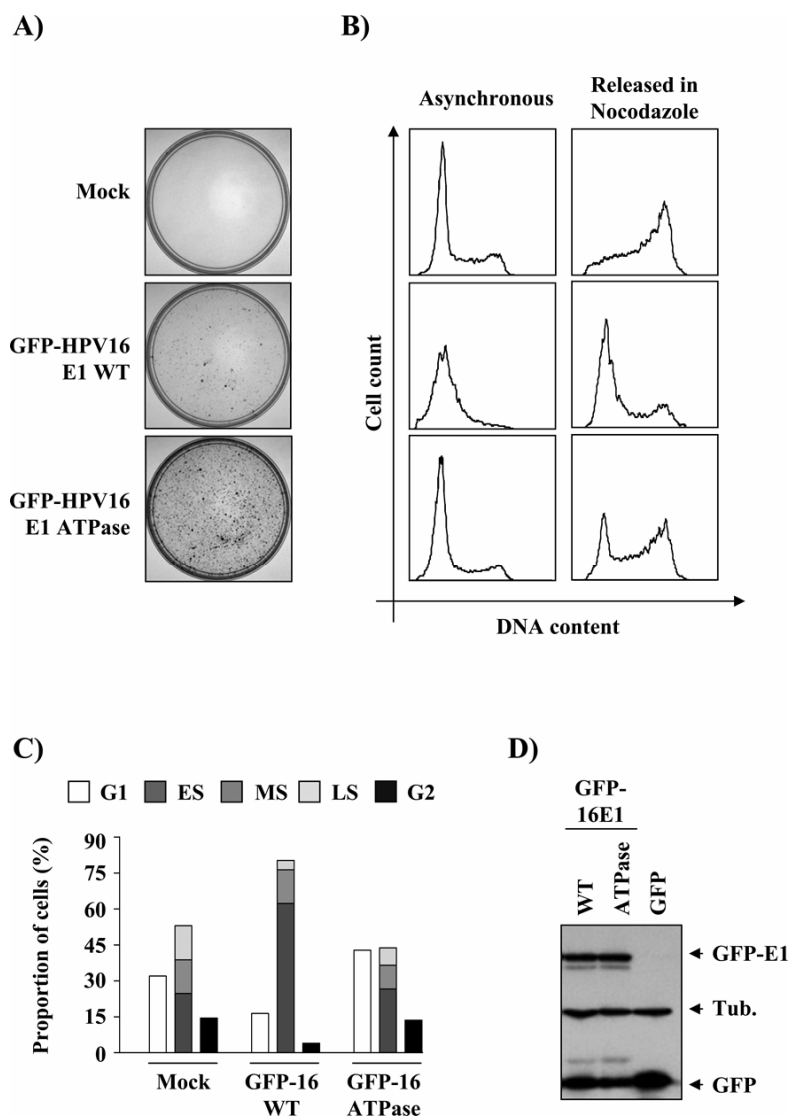 A)
B)
Asynchronous
Released in
Nocodazole
Mock
GFP-HPV16
E1 WT
GFP-HPV16
E1 ATPase
Cell count
DNA content
C)
G1 ES MS LS G2
Proportion of cells (%)
90
75
60
45
30
15
0
Mock
GFP-16
WT
GFP-16
ATPase
D)
GFP-
16E1
WT
ATPase
GFP
GFP-E1
Tub.
GFP